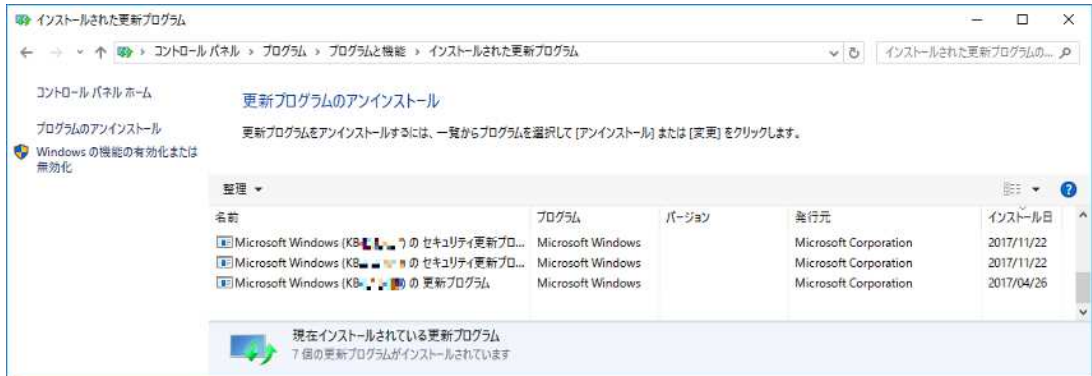 インストールされた更新プログラム
コントロール パネル › プログラム › プログラムと機能 › インストールされた更新プログラム
インストールされた更新プログラムの...
コントロール パネル ホーム
プログラムのアンインストール
Windows の機能の有効化または
無効化
更新プログラムのアンインストール
更新プログラムをアンインストールするには、一覧からプログラムを選択して [アンインストール] または [変更] をクリックします。
整理
名前 プログラム バージョン 発行元 インストール日
Microsoft Windows (KB ) の セキュリティ更新プロ... Microsoft Windows Microsoft Corporation 2017/11/22
Microsoft Windows (KB の セキュリティ更新プロ... Microsoft Windows Microsoft Corporation 2017/11/22
Microsoft Windows (KB ) の 更新プログラム Microsoft Windows Microsoft Corporation 2017/04/26
現在インストールされている更新プログラム
7 個の更新プログラムがインストールされています